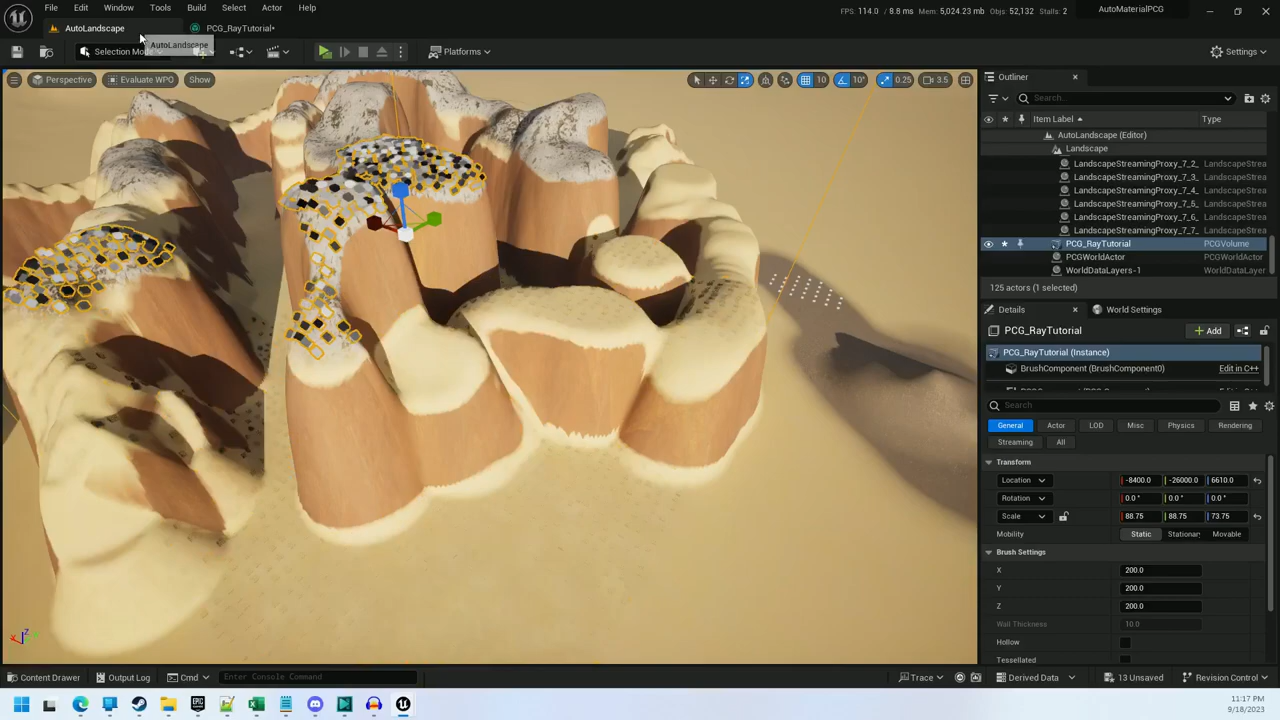 File Edit Window Tools Build Select Actor Help
FPS: 114.0 / 8.8 ms Mem: 5,024.23 mb Objs: 52,132 Stalls: 2
AutoMaterialPCG
AutoLandscape
PCG_RayTutorial•
AutoLandscape
Selection Mo
Platforms
Settings
Perspective
Evaluate WPO
Show
10
10°
0.25
3.5
Outliner
Search...
Item Label
Type
AutoLandscape (Editor)
Landscape
LandscapeStreamingProxy_7_2_ LandscapeStrea
LandscapeStreamingProxy_7_3_ LandscapeStrea
LandscapeStreamingProxy_7_4_ LandscapeStrea
LandscapeStreamingProxy_7_5_ LandscapeStrea
LandscapeStreamingProxy_7_6_ LandscapeStrea
LandscapeStreamingProxy_7_7_ LandscapeStrea
PCG_RayTutorial PCGVolume
PCGWorldActor PCGWorldActor
WorldDataLayers-1 WorldDataLayer
125 actors (1 selected)
Details
World Settings
PCG_RayTutorial
+ Add
PCG_RayTutorial (Instance)
BrushComponent (BrushComponent0) Edit in C++
Search
General Actor LOD Misc Physics Rendering
Streaming All
Transform
Location -8400.0 -26000.0 6610.0
Rotation 0.0 ° 0.0 ° 0.0 °
Scale 88.75 88.75 73.75
Mobility Static Stationar Movable
Brush Settings
X 200.0
Y 200.0
Z 200.0
Wall Thickness 10.0
Hollow
Tessellated
Content Drawer
Output Log
Cmd
Enter Console Command
Trace
Derived Data
13 Unsaved
Revision Control
11:17 PM
9/18/2023